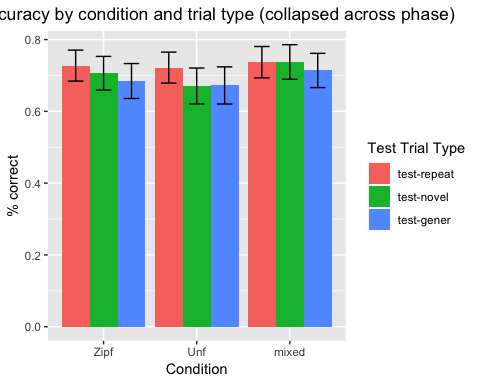 curacy by condition and trial type (collapsed across phase)
0.8
0.6
0.4
0.2
0.0
% correct
Zipf
Unf
mixed
Condition
Test Trial Type
test-repeat
test-novel
test-gener